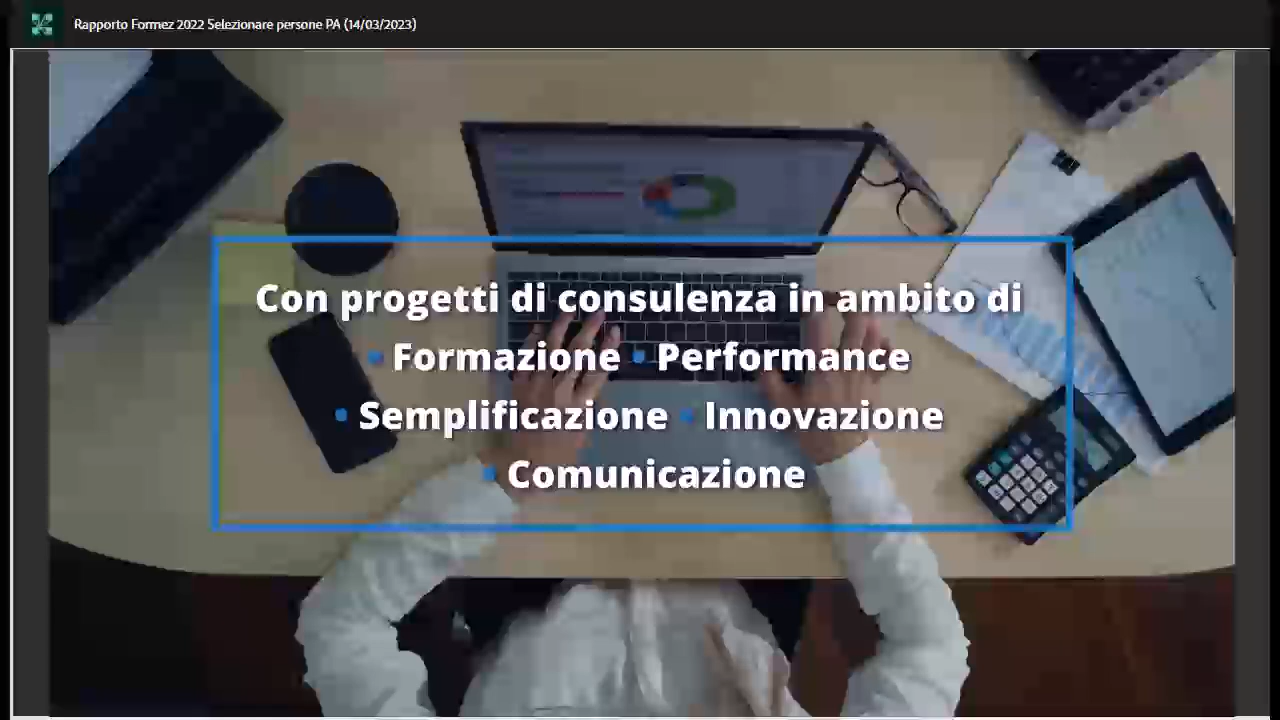 Rapporto Formez 2022 Selezionare persone PA (14/03/2023)
Con progetti di consulenza in ambito di
• Formazione • Performance
• Semplificazione • Innovazione
• Comunicazione